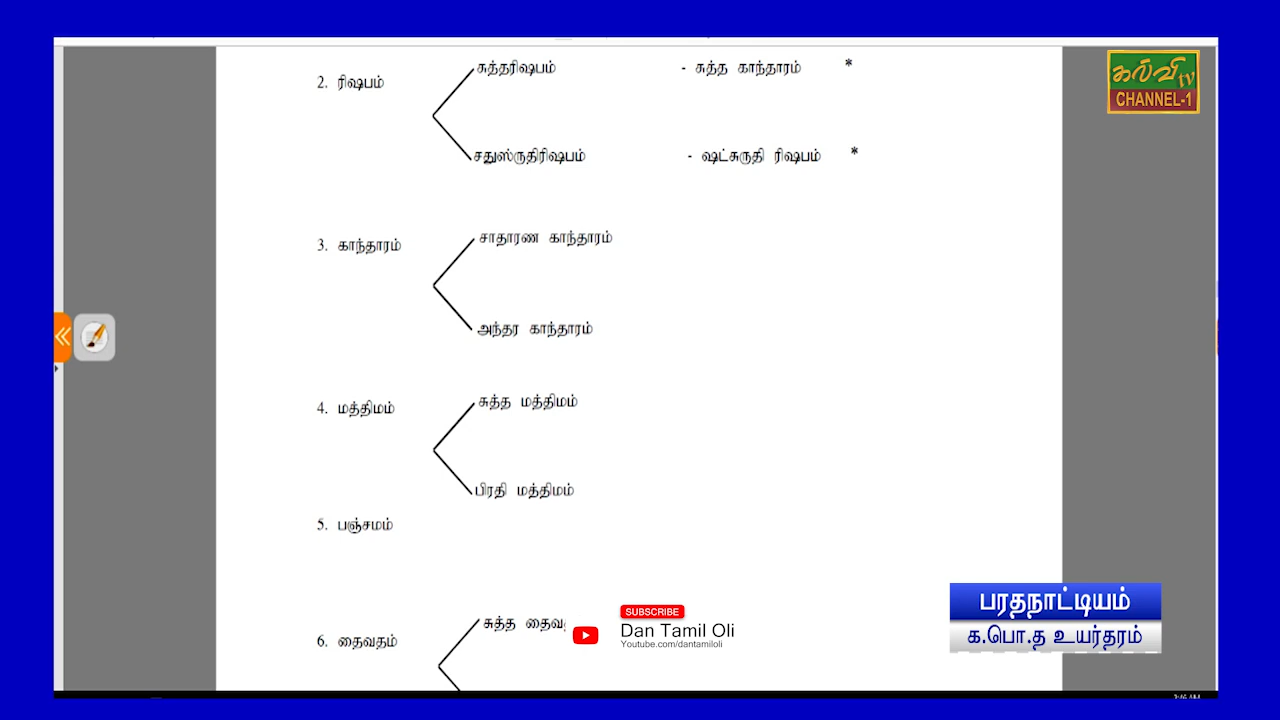 சுத்தரிஷபம் - சுத்த காந்தாரம் *
2. ரிஷபம்
சதுஸ்ருதிரிஷபம் - ஷட்சுருதி ரிஷபம் *
சாதாரண காந்தாரம்
3. காந்தாரம்
அந்தர காந்தாரம்
சுத்த மத்திமம்
4. மத்திமம்
பிரதி மத்திமம்
5. பஞ்சமம்
சுத்த
6. தைவதம்
கல்வி tv
CHANNEL-1
SUBSCRIBE
Dan Tamil Oli
Youtube.com/dantamiloli
பரதநாட்டியம்
க.பொ.த உயர்தரம்